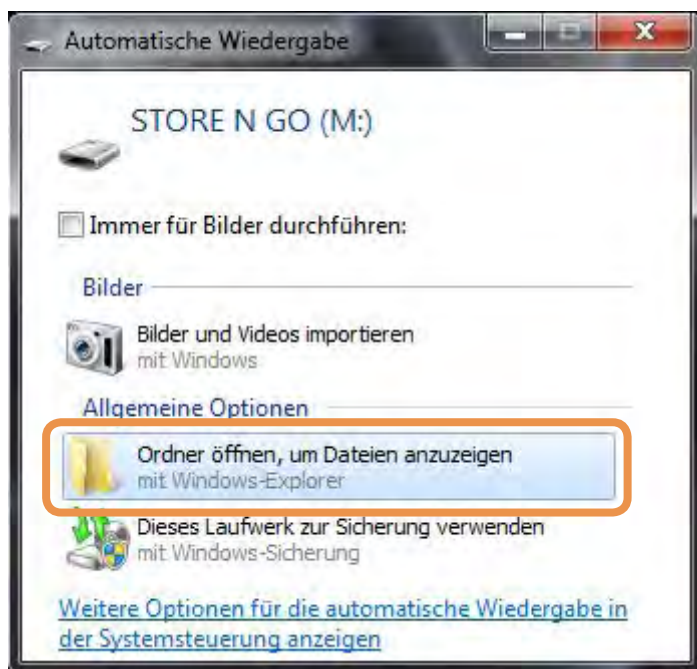 Automatische Wiedergabe
STORE N GO (M:)
Immer für Bilder durchführen:
Bilder
Bilder und Videos importieren
mit Windows
Allgemeine Optionen
Ordner öffnen, um Dateien anzuzeigen
mit Windows-Explorer
Dieses Laufwerk zur Sicherung verwenden
mit Windows-Sicherung
Weitere Optionen für die automatische Wiedergabe in
der Systemsteuerung anzeigen